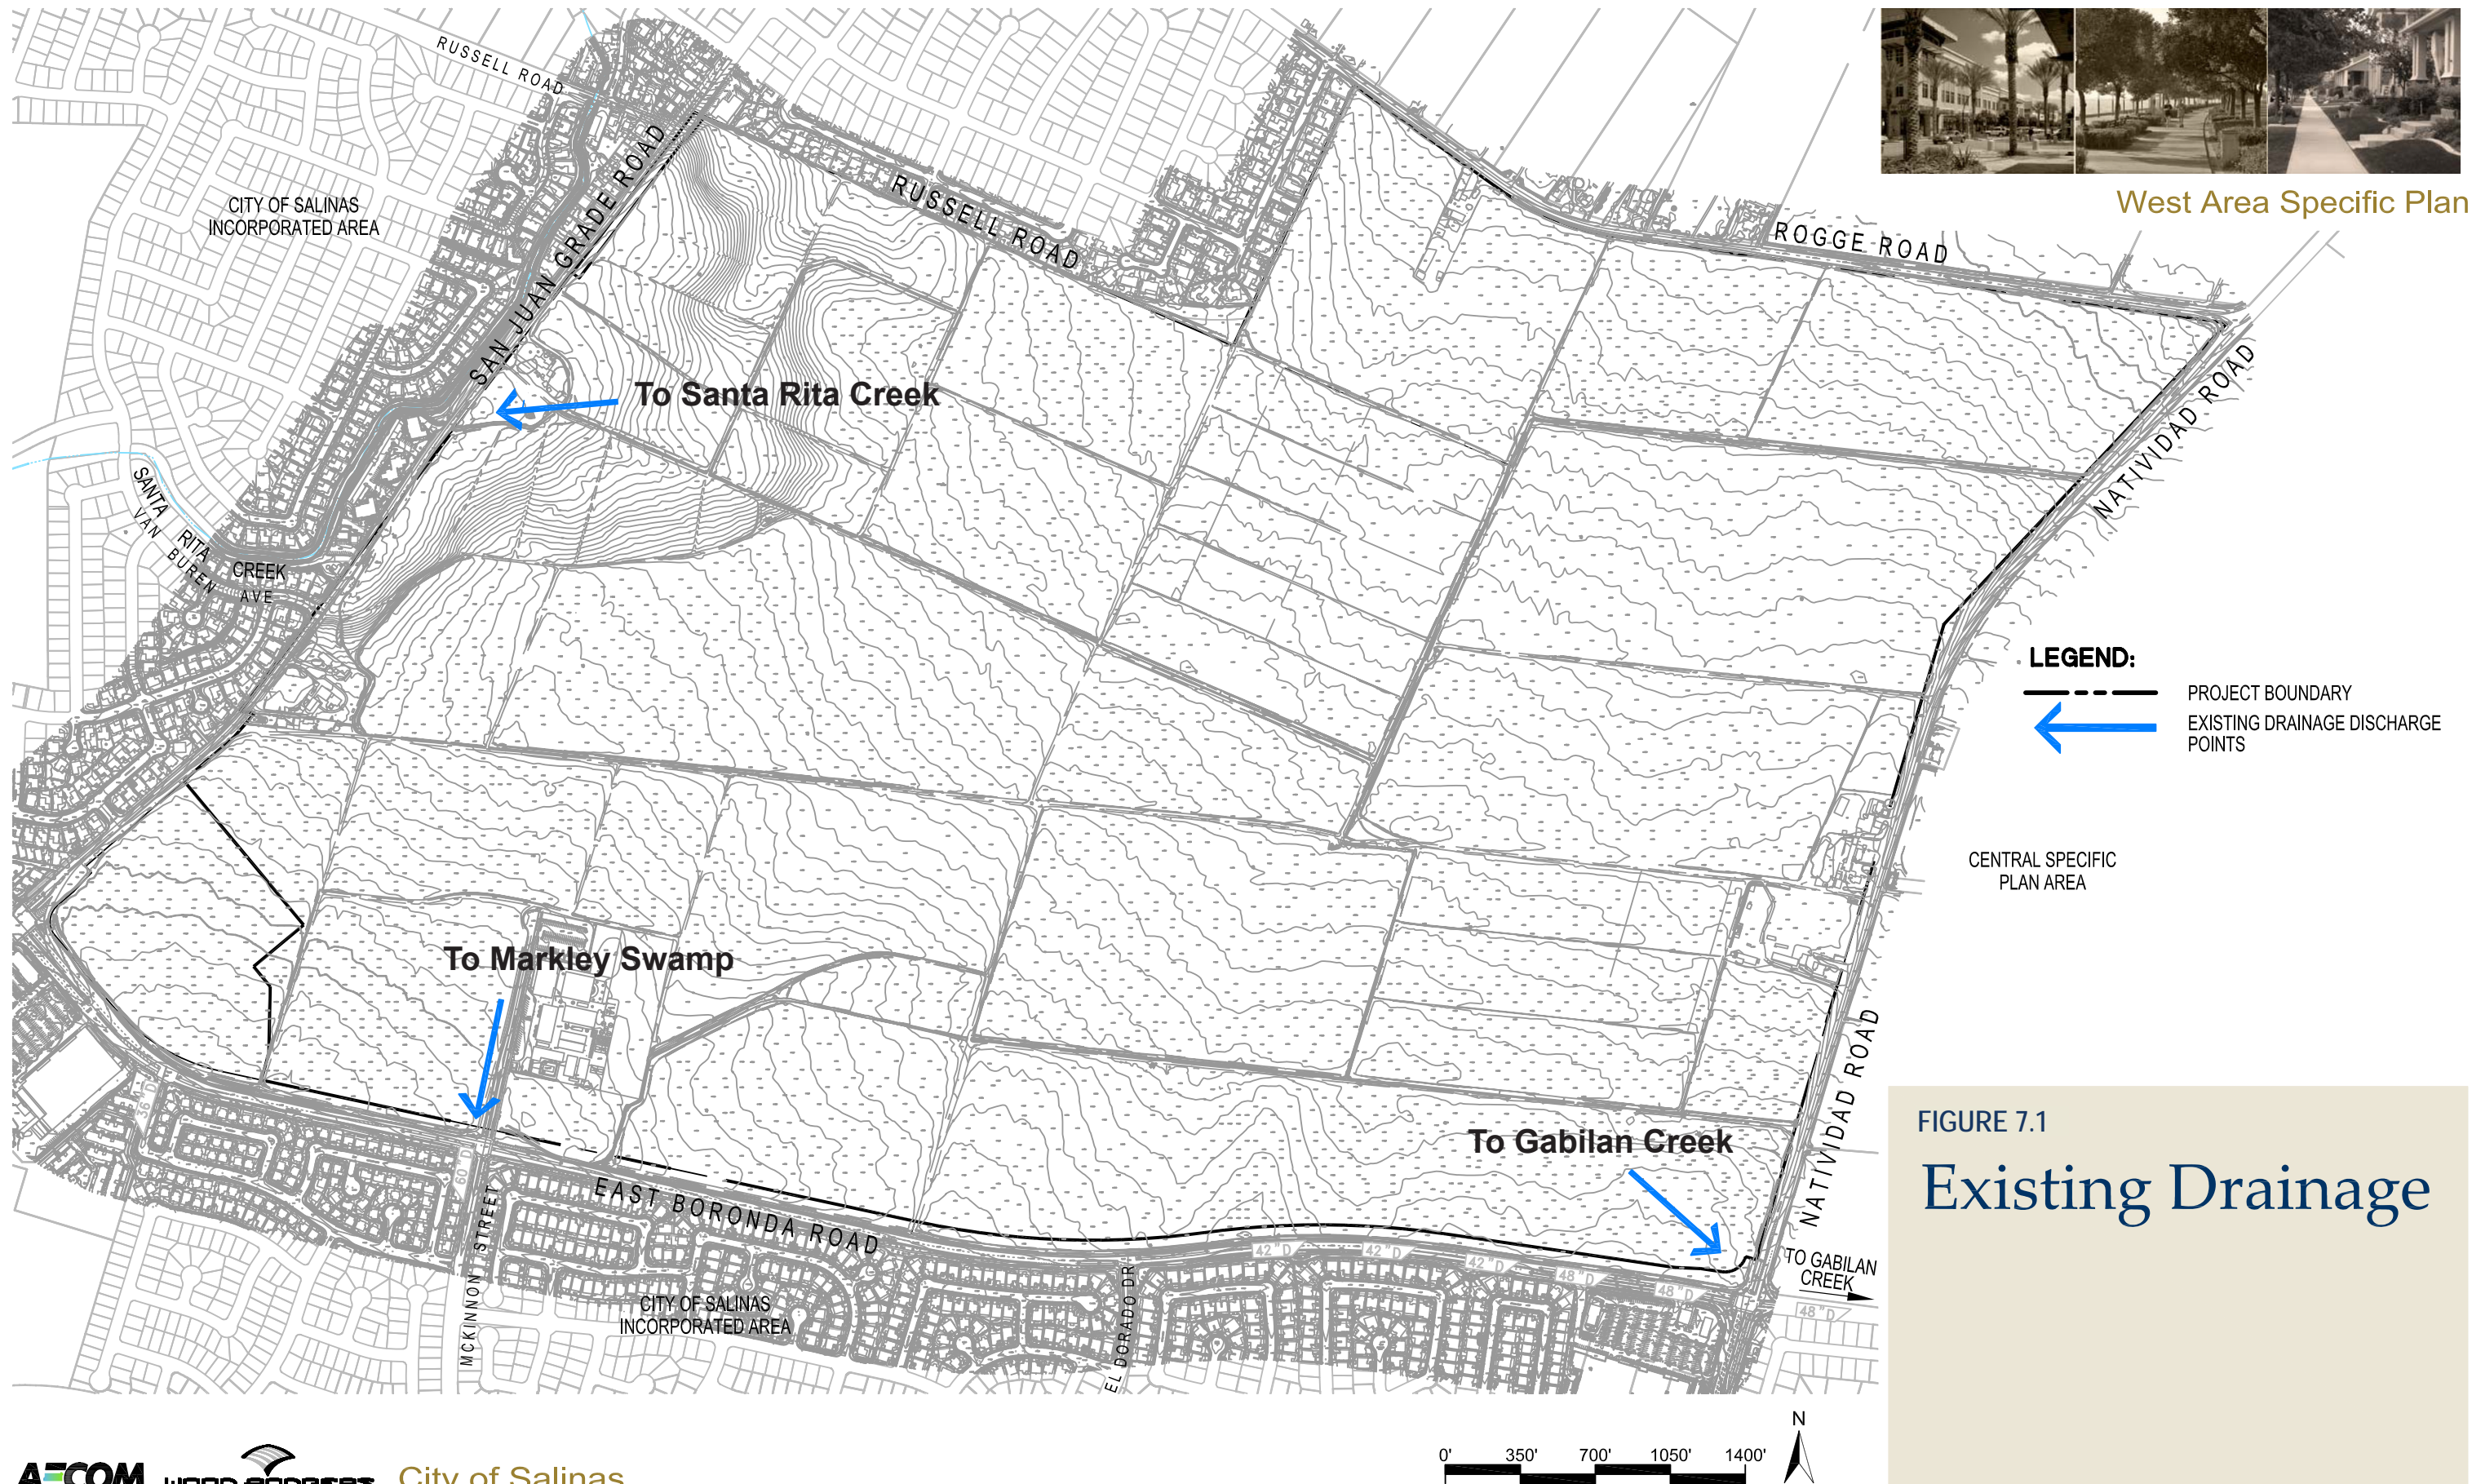 West Area Specific Plan
RUSSELL ROAD
CITY OF SALINAS
INCORPORATED AREA
SAN JUAN GRADE ROAD
RUSSELL ROAD
ROGGE ROAD
NATIVIDAD ROAD
To Santa Rita Creek
SANTA RITA CREEK
VAN BUREN AVE
LEGEND:
PROJECT BOUNDARY
EXISTING DRAINAGE DISCHARGE
POINTS
CENTRAL SPECIFIC
PLAN AREA
To Markley Swamp
NATIVIDAD ROAD
36"D
60"D
To Gabilan Creek
EAST BORONDA ROAD
MCKINNON STREET
EL DORADO DR
42"D
42"D
42"D
48"D
48"D
TO GABILAN
CREEK
48"D
CITY OF SALINAS
INCORPORATED AREA
FIGURE 7.1
Existing Drainage
N
0' 350' 700' 1050' 1400'
AECOM
City of Salinas